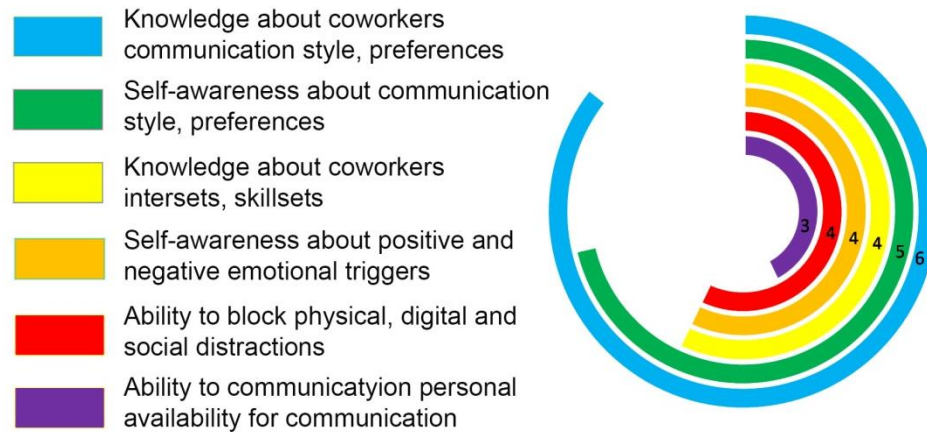 Knowledge about coworkers
communication style, preferences
Self-awareness about communication
style, preferences
Knowledge about coworkers
intersets, skillsets
Self-awareness about positive and
negative emotional triggers
Ability to block physical, digital and
social distractions
Ability to communicatyion personal
availability for communication
3
4
4
4
5
6